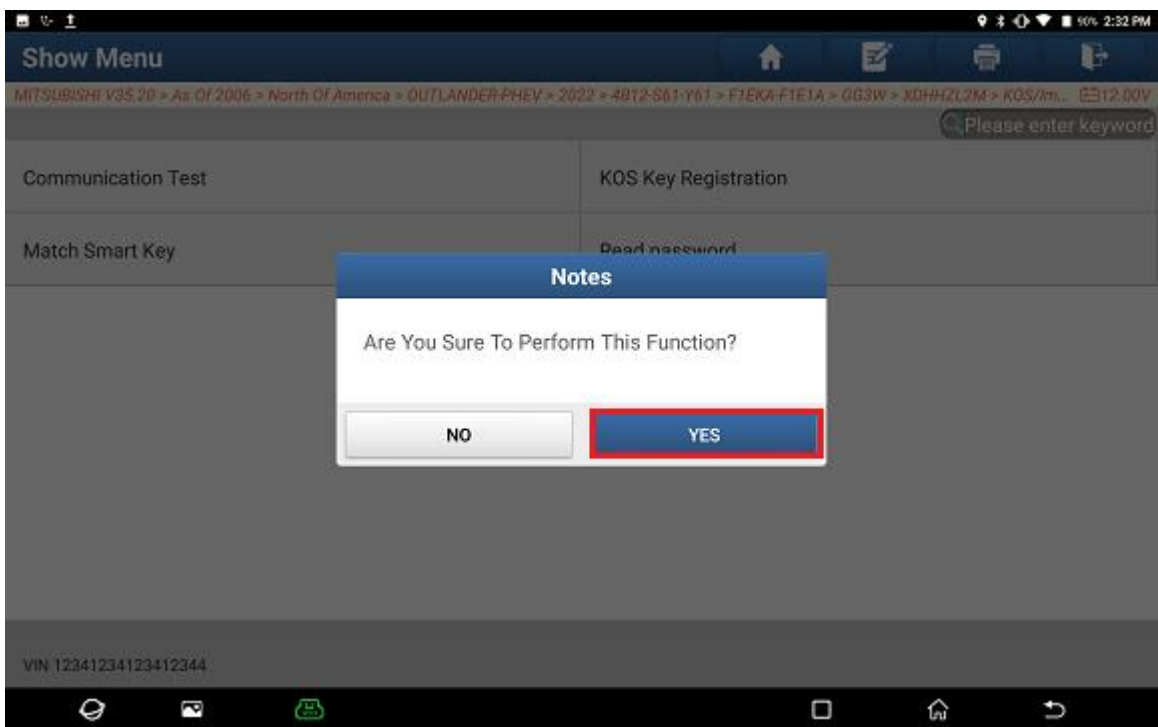 90% 2:32 PM
Show Menu
MITSUBISHI V35.20 > As Of 2006 > North Of America > OUTLANDER-PHEV > 2022 > 4812-S61-Y61 > F1EKA-F1E1A > GG3W > XDHHZL2M > KOS/Im... 12.00V
Please enter keyword
Communication Test KOS Key Registration
Match Smart Key Read password
Notes
Are You Sure To Perform This Function?
NO YES
VIN 12341234123412344